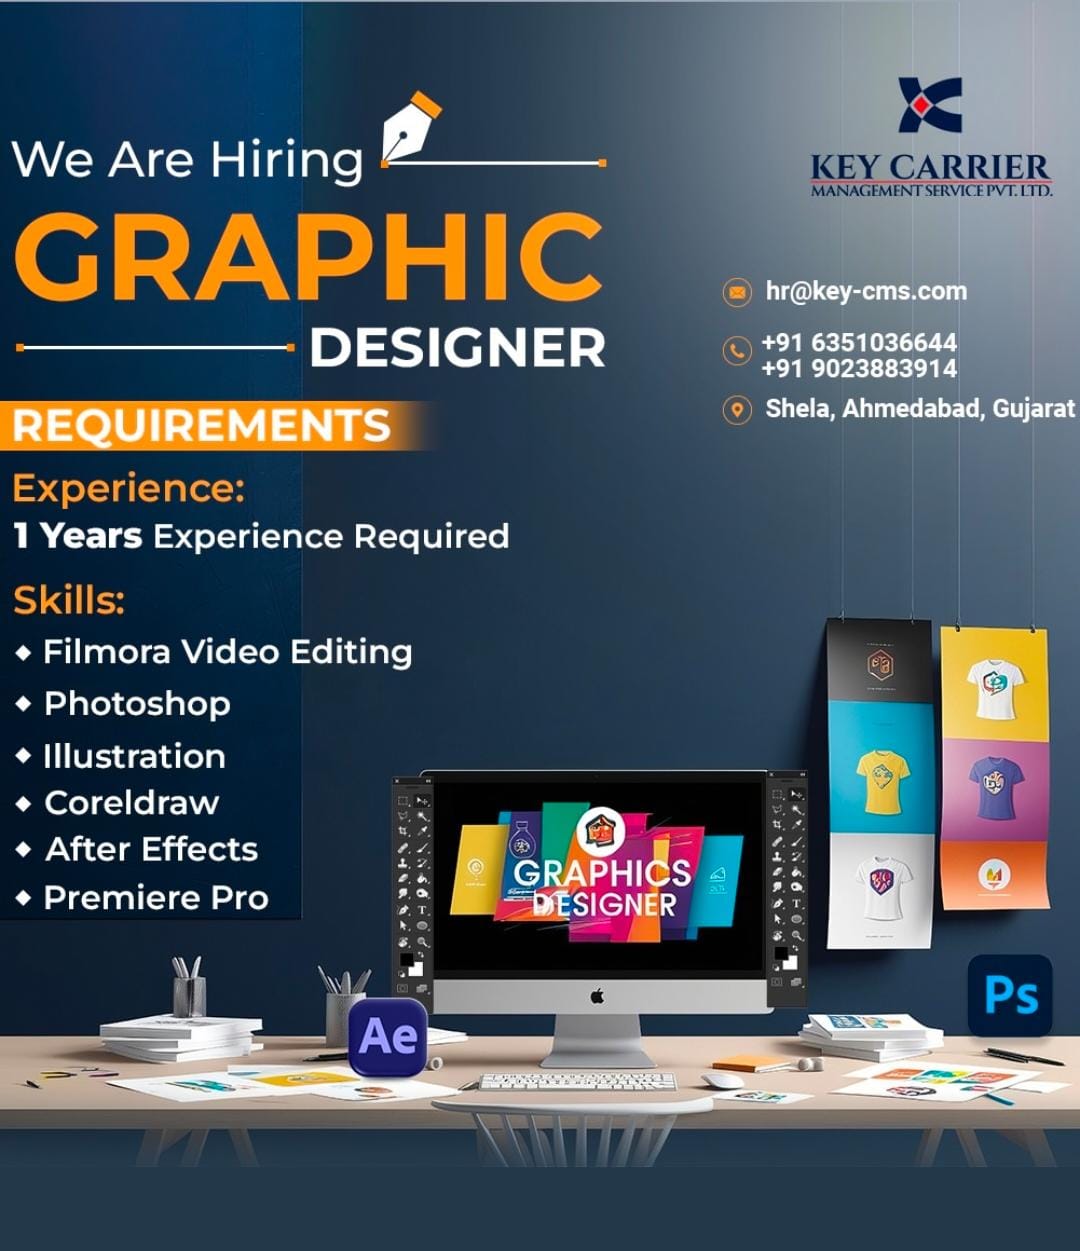 We Are Hiring
GRAPHIC
DESIGNER
KEY CARRIER
MANAGEMENT SERVICE PVT. LTD.
hr@key-cms.com
+91 6351036644
+91 9023883914
Shela, Ahmedabad, Gujarat
REQUIREMENTS
Experience:
1 Years Experience Required
Skills:
Filmora Video Editing
Photoshop
Illustration
Coreldraw
After Effects
Premiere Pro
GRAPHICS
DESIGNER
Ae
Ps